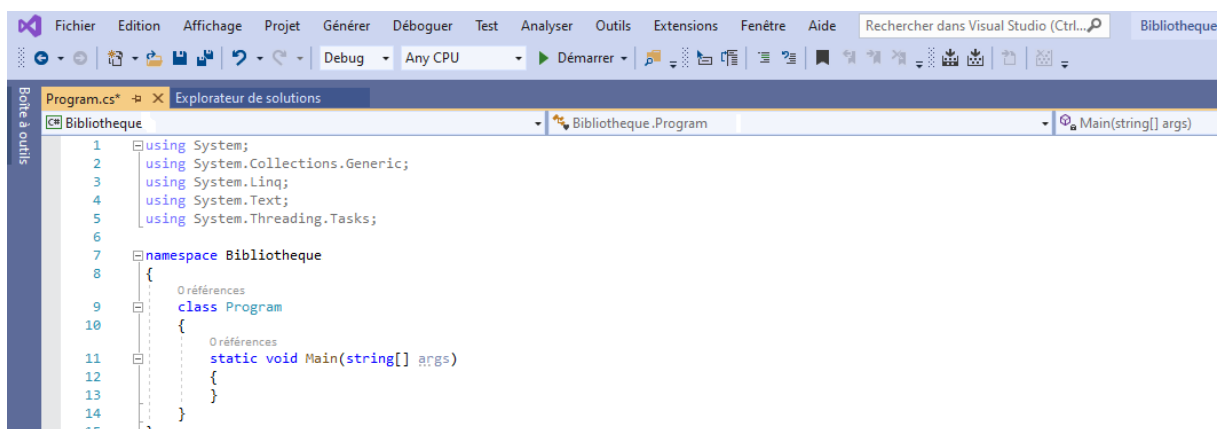 Fichier Edition Affichage Projet Générer Déboguer Test Analyser Outils Extensions Fenêtre Aide Rechercher dans Visual Studio (Ctrl... Bibliotheque
Debug Any CPU Démarrer
Boîte à outils
Program.cs* Explorateur de solutions
C# Bibliotheque Bibliotheque.Program Main(string[] args)
1 using System;
2 using System.Collections.Generic;
3 using System.Linq;
4 using System.Text;
5 using System.Threading.Tasks;
6
7 namespace Bibliotheque
8 {
0 références
9 class Program
10 {
0 références
11 static void Main(string[] args)
12 {
13 }
14 }